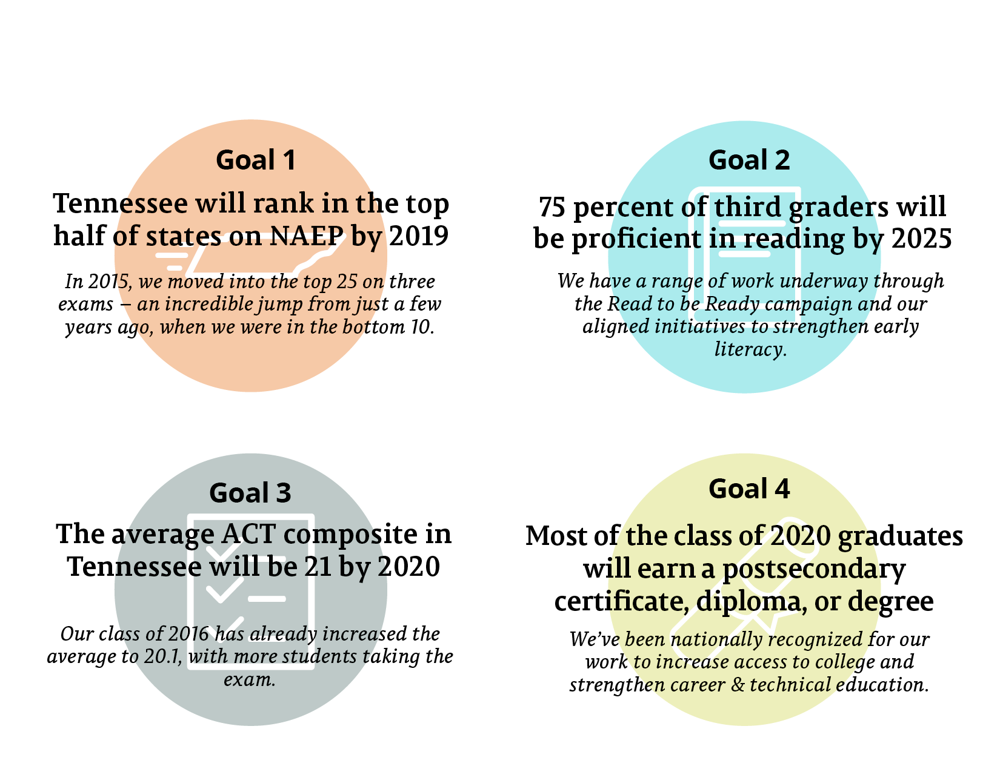 Goal 1
Tennessee will rank in the top
half of states on NAEP by 2019
In 2015, we moved into the top 25 on three
exams – an incredible jump from just a few
years ago, when we were in the bottom 10.
Goal 2
75 percent of third graders will
be proficient in reading by 2025
We have a range of work underway through
the Read to be Ready campaign and our
aligned initiatives to strengthen early
literacy.
Goal 3
The average ACT composite in
Tennessee will be 21 by 2020
Our class of 2016 has already increased the
average to 20.1, with more students taking the
exam.
Goal 4
Most of the class of 2020 graduates
will earn a postsecondary
certificate, diploma, or degree
We’ve been nationally recognized for our
work to increase access to college and
strengthen career & technical education.